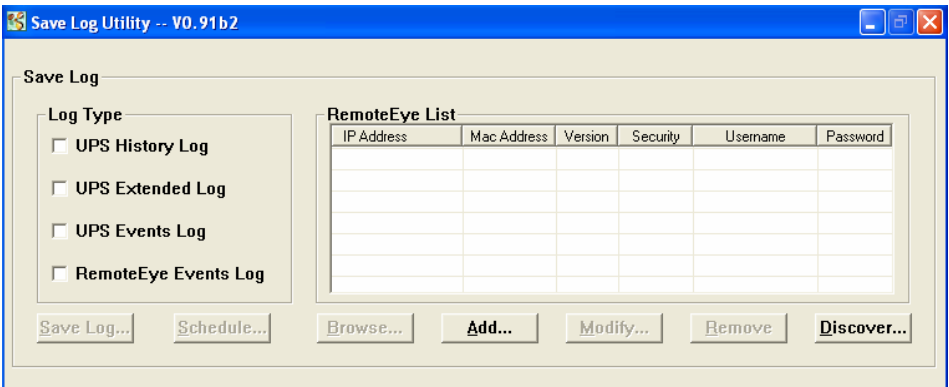 Save Log Utility -- V0.91b2
Save Log
Log Type
UPS History Log
UPS Extended Log
UPS Events Log
RemoteEye Events Log
RemoteEye List
IP Address Mac Address Version Security Username Password
Save Log... Schedule... Browse... Add... Modify... Remove Discover...